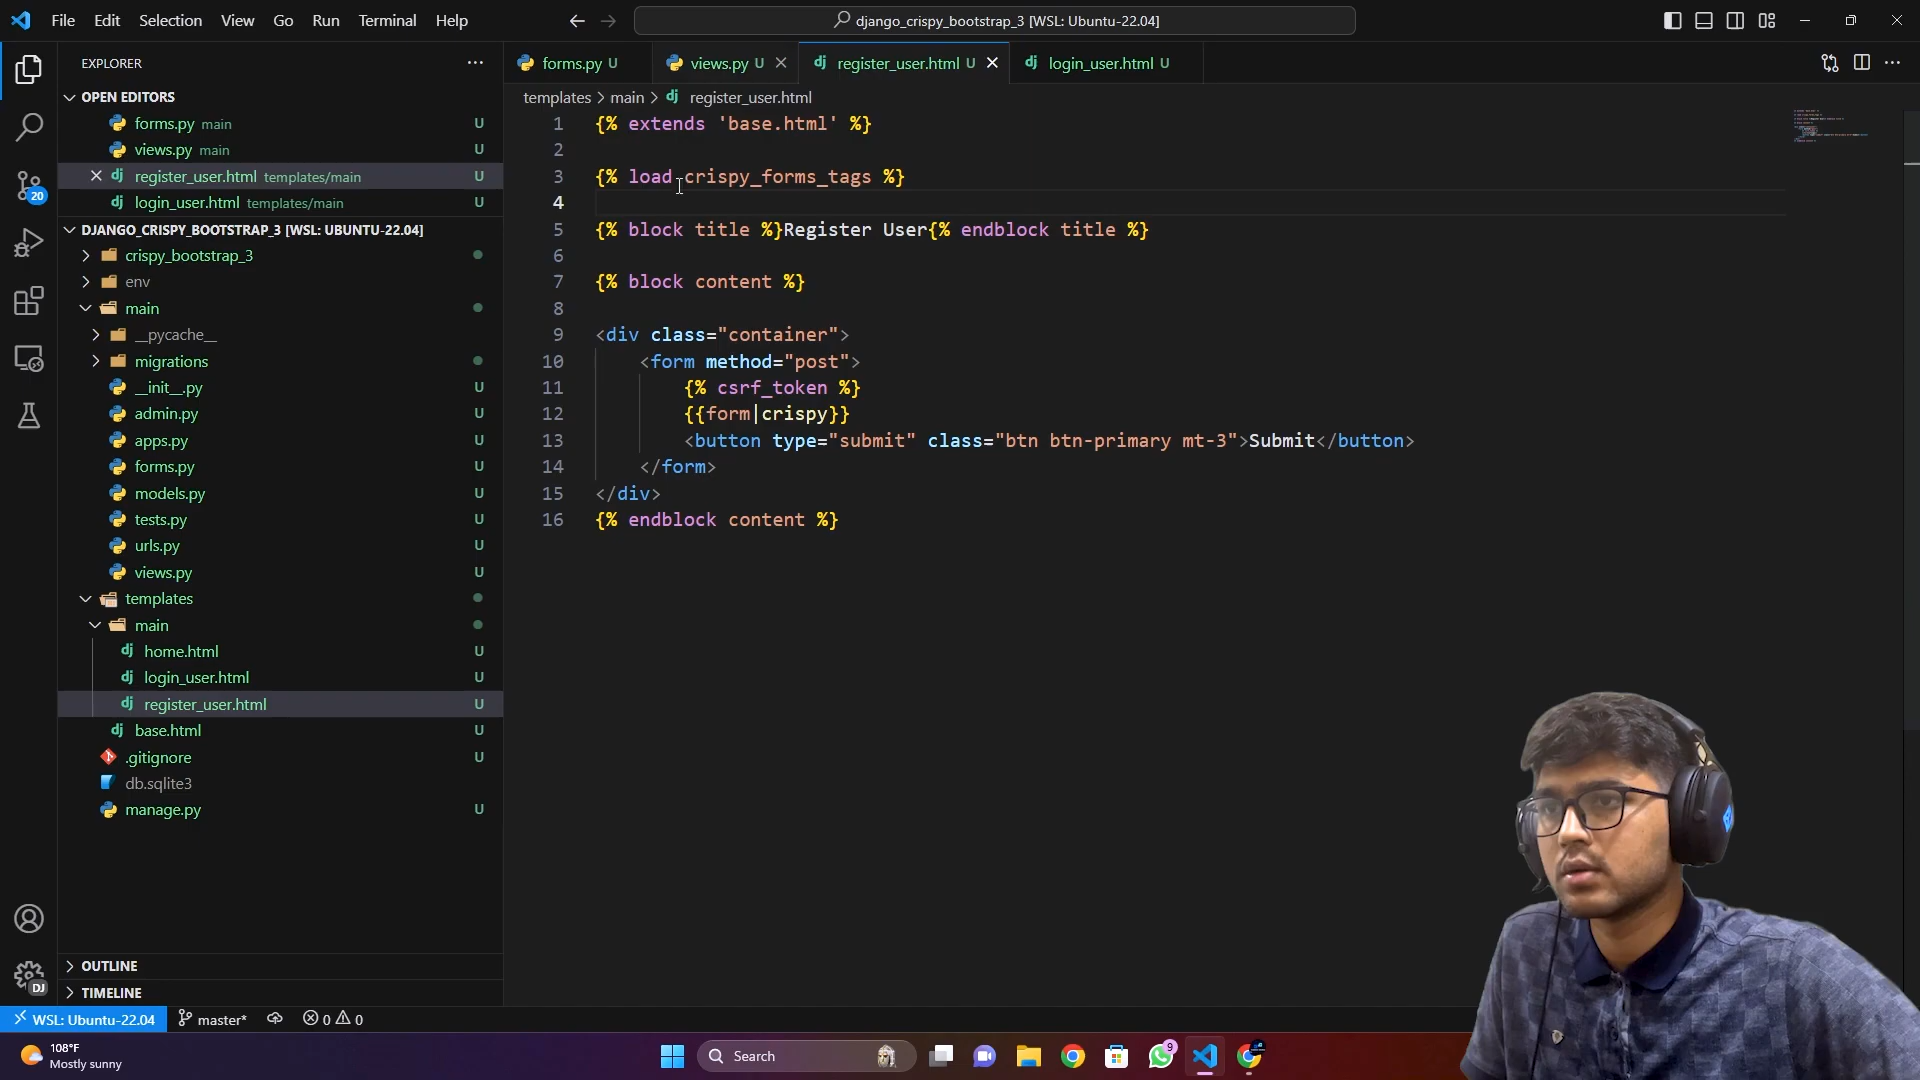 File Edit Selection View Go Run Terminal Help
django_crispy_bootstrap_3 [WSL: Ubuntu-22.04]
EXPLORER
OPEN EDITORS
forms.py main U
views.py main U
register_user.html templates/main U
login_user.html templates/main U
DJANGO_CRISPY_BOOTSTRAP_3 [WSL: UBUNTU-22.04]
crispy_bootstrap_3
env
main
__pycache__
migrations
__init__.py U
admin.py U
apps.py U
forms.py U
models.py U
tests.py U
urls.py U
views.py U
templates
main
home.html U
login_user.html U
register_user.html U
base.html U
.gitignore U
db.sqlite3
manage.py U
OUTLINE
TIMELINE
20
DJ
forms.py U
views.py U
register_user.html U
login_user.html U
templates > main > register_user.html
1 {% extends 'base.html' %}
2
3 {% load crispy_forms_tags %}
4
5 {% block title %}Register User{% endblock title %}
6
7 {% block content %}
8
9 <div class="container">
10 <form method="post">
11 {% csrf_token %}
12 {{form|crispy}}
13 <button type="submit" class="btn btn-primary mt-3">Submit</button>
14 </form>
15 </div>
16 {% endblock content %}
WSL: Ubuntu-22.04 master* 0 0
108°F
Mostly sunny
Search
9